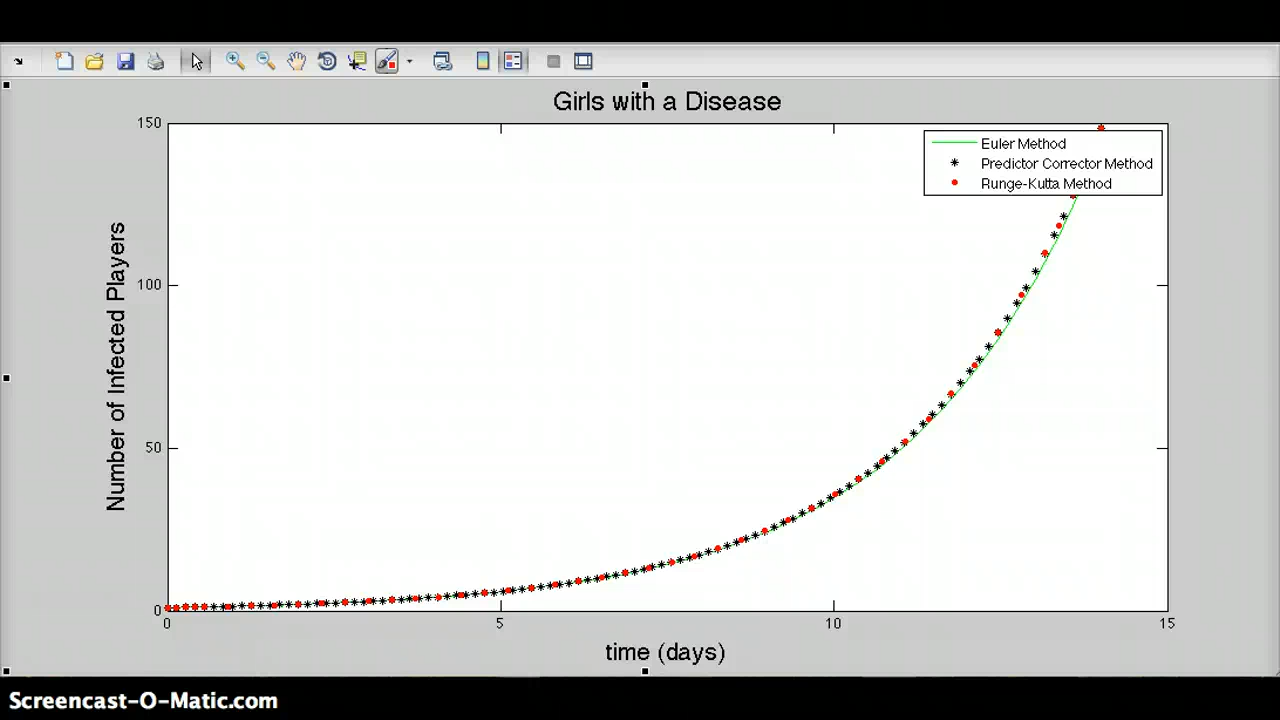 Girls with a Disease
150
Euler Method
Predictor Corrector Method
Runge-Kutta Method
100
Number of Infected Players
50
0
0
5
10
15
time (days)
Screencast-O-Matic.com